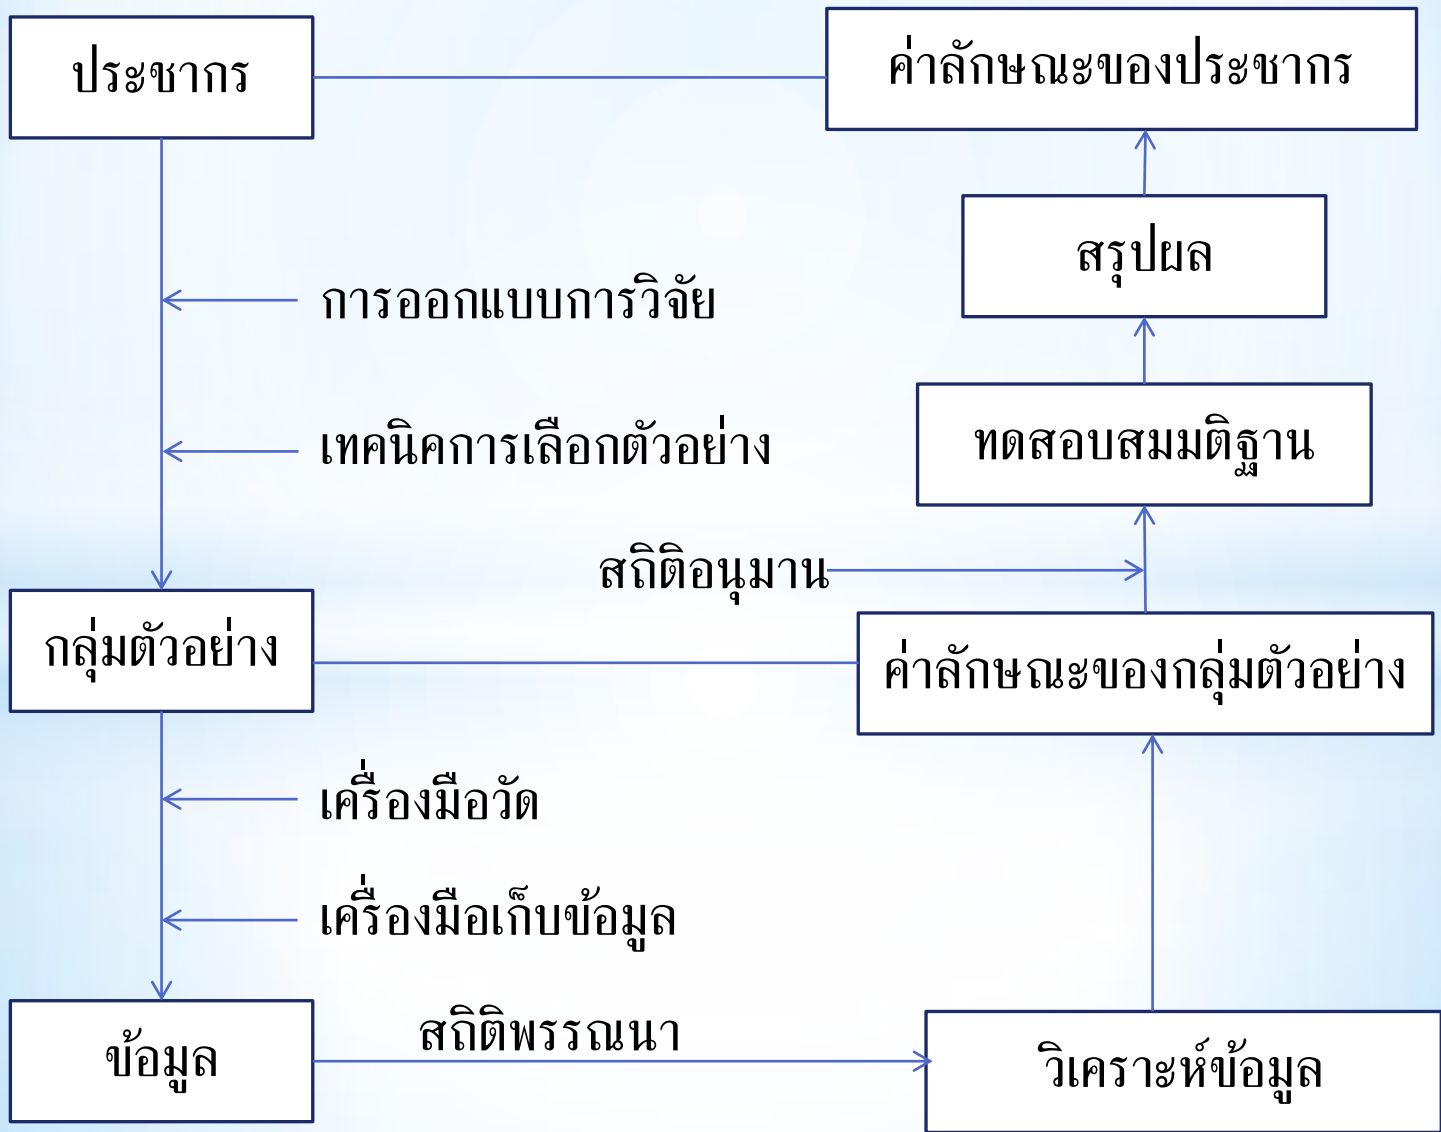 ประชากร
ค่าลักษณะของประชากร
สรุปผล
การออกแบบการวิจัย
เทคนิคการเลือกตัวอย่าง
ทดสอบสมมติฐาน
สถิติอนุมาน
กลุ่มตัวอย่าง
ค่าลักษณะของกลุ่มตัวอย่าง
เครื่องมือวัด
เครื่องมือเก็บข้อมูล
สถิติพรรณนา
ข้อมูล
วิเคราะห์ข้อมูล